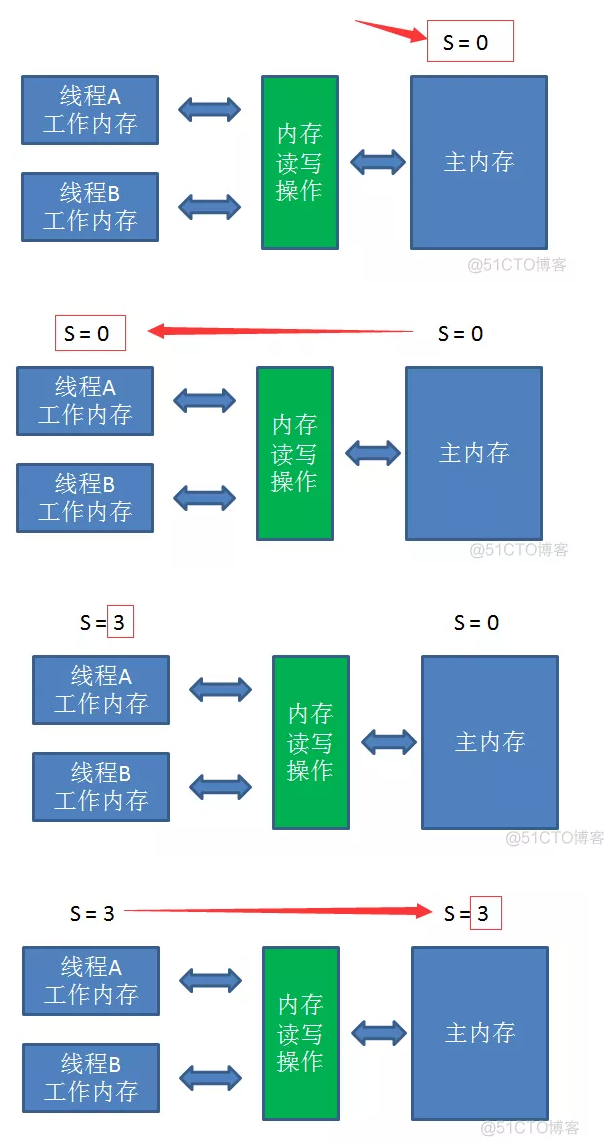 S = 0
线程A
工作内存
线程B
工作内存
内存
读写
操作
主内存
@51CTO博客
S = 0
S = 0
线程A
工作内存
线程B
工作内存
内存
读写
操作
主内存
@51CTO博客
S = 3
S = 0
线程A
工作内存
线程B
工作内存
内存
读写
操作
主内存
@51CTO博客
S = 3
S = 3
线程A
工作内存
线程B
工作内存
内存
读写
操作
主内存
@51CTO博客